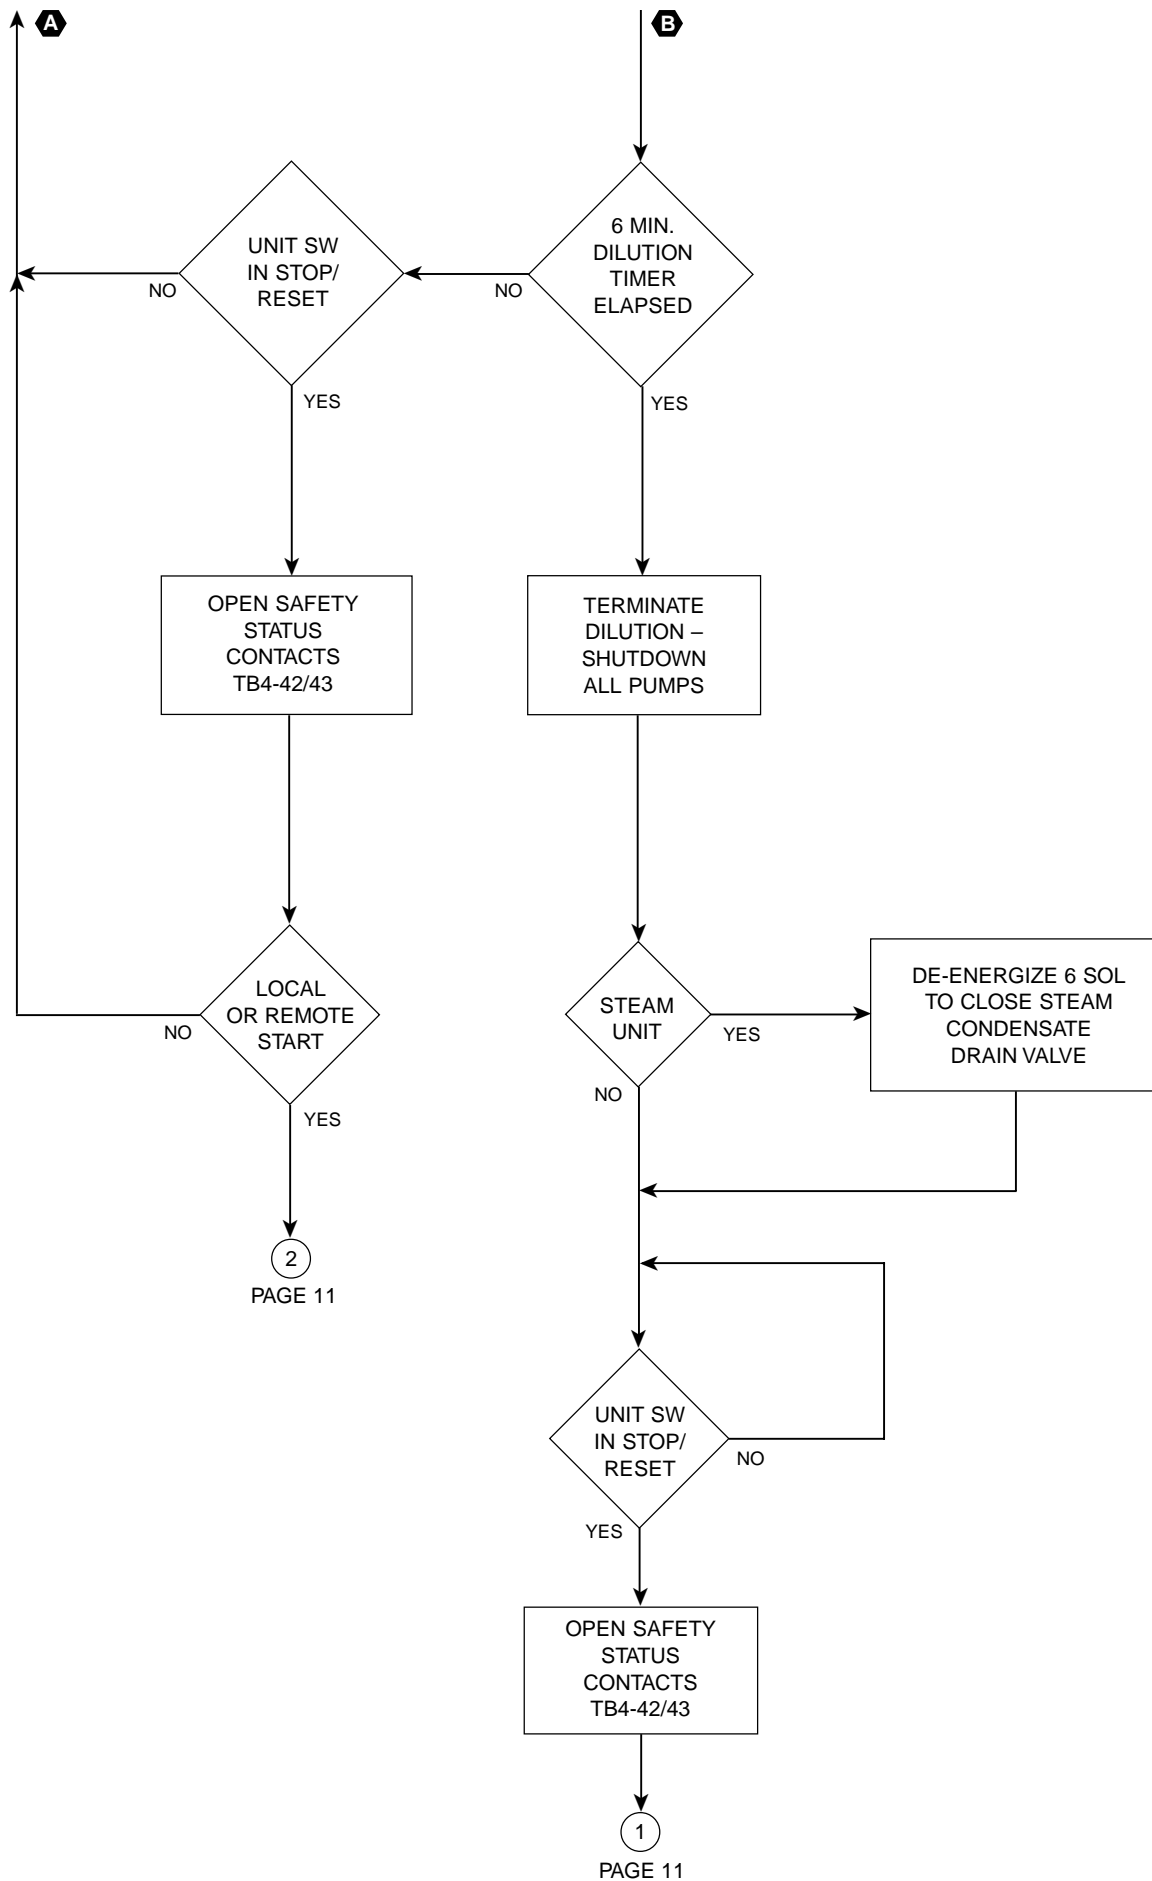 A
B
6 MIN.
DILUTION
TIMER
ELAPSED
NO
YES
UNIT SW
IN STOP/
RESET
NO
YES
OPEN SAFETY
STATUS
CONTACTS
TB4-42/43
TERMINATE
DILUTION –
SHUTDOWN
ALL PUMPS
LOCAL
OR REMOTE
START
NO
YES
2
PAGE 11
STEAM
UNIT
YES
NO
DE-ENERGIZE 6 SOL
TO CLOSE STEAM
CONDENSATE
DRAIN VALVE
UNIT SW
IN STOP/
RESET
NO
YES
OPEN SAFETY
STATUS
CONTACTS
TB4-42/43
1
PAGE 11